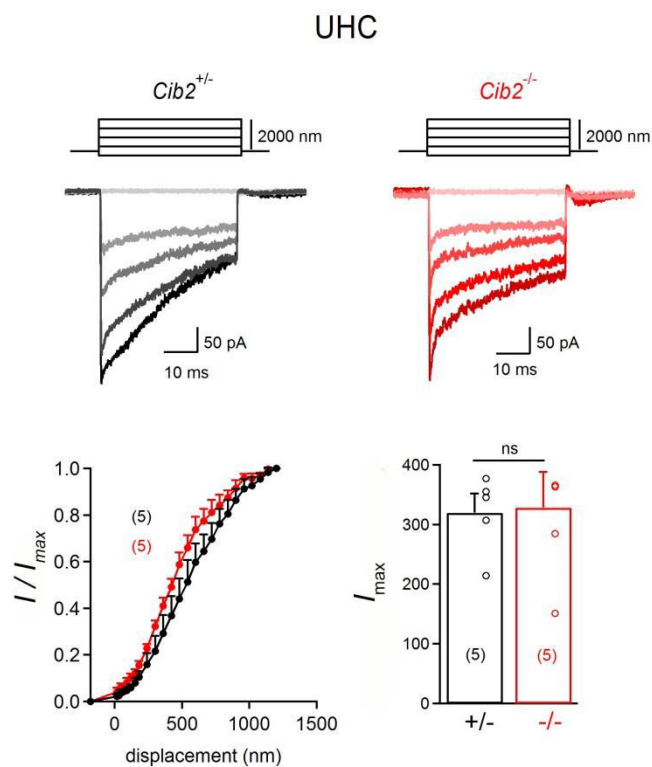 UHC
Cib2+/-
Cib2-/-
2000 nm
2000 nm
50 pA
10 ms
50 pA
10 ms
1.0
0.8
0.6
0.4
0.2
0.0
I / Imax
(5)
(5)
0
500
1000
1500
displacement (nm)
ns
400
300
200
100
0
Imax
(5)
(5)
+/-
-/-